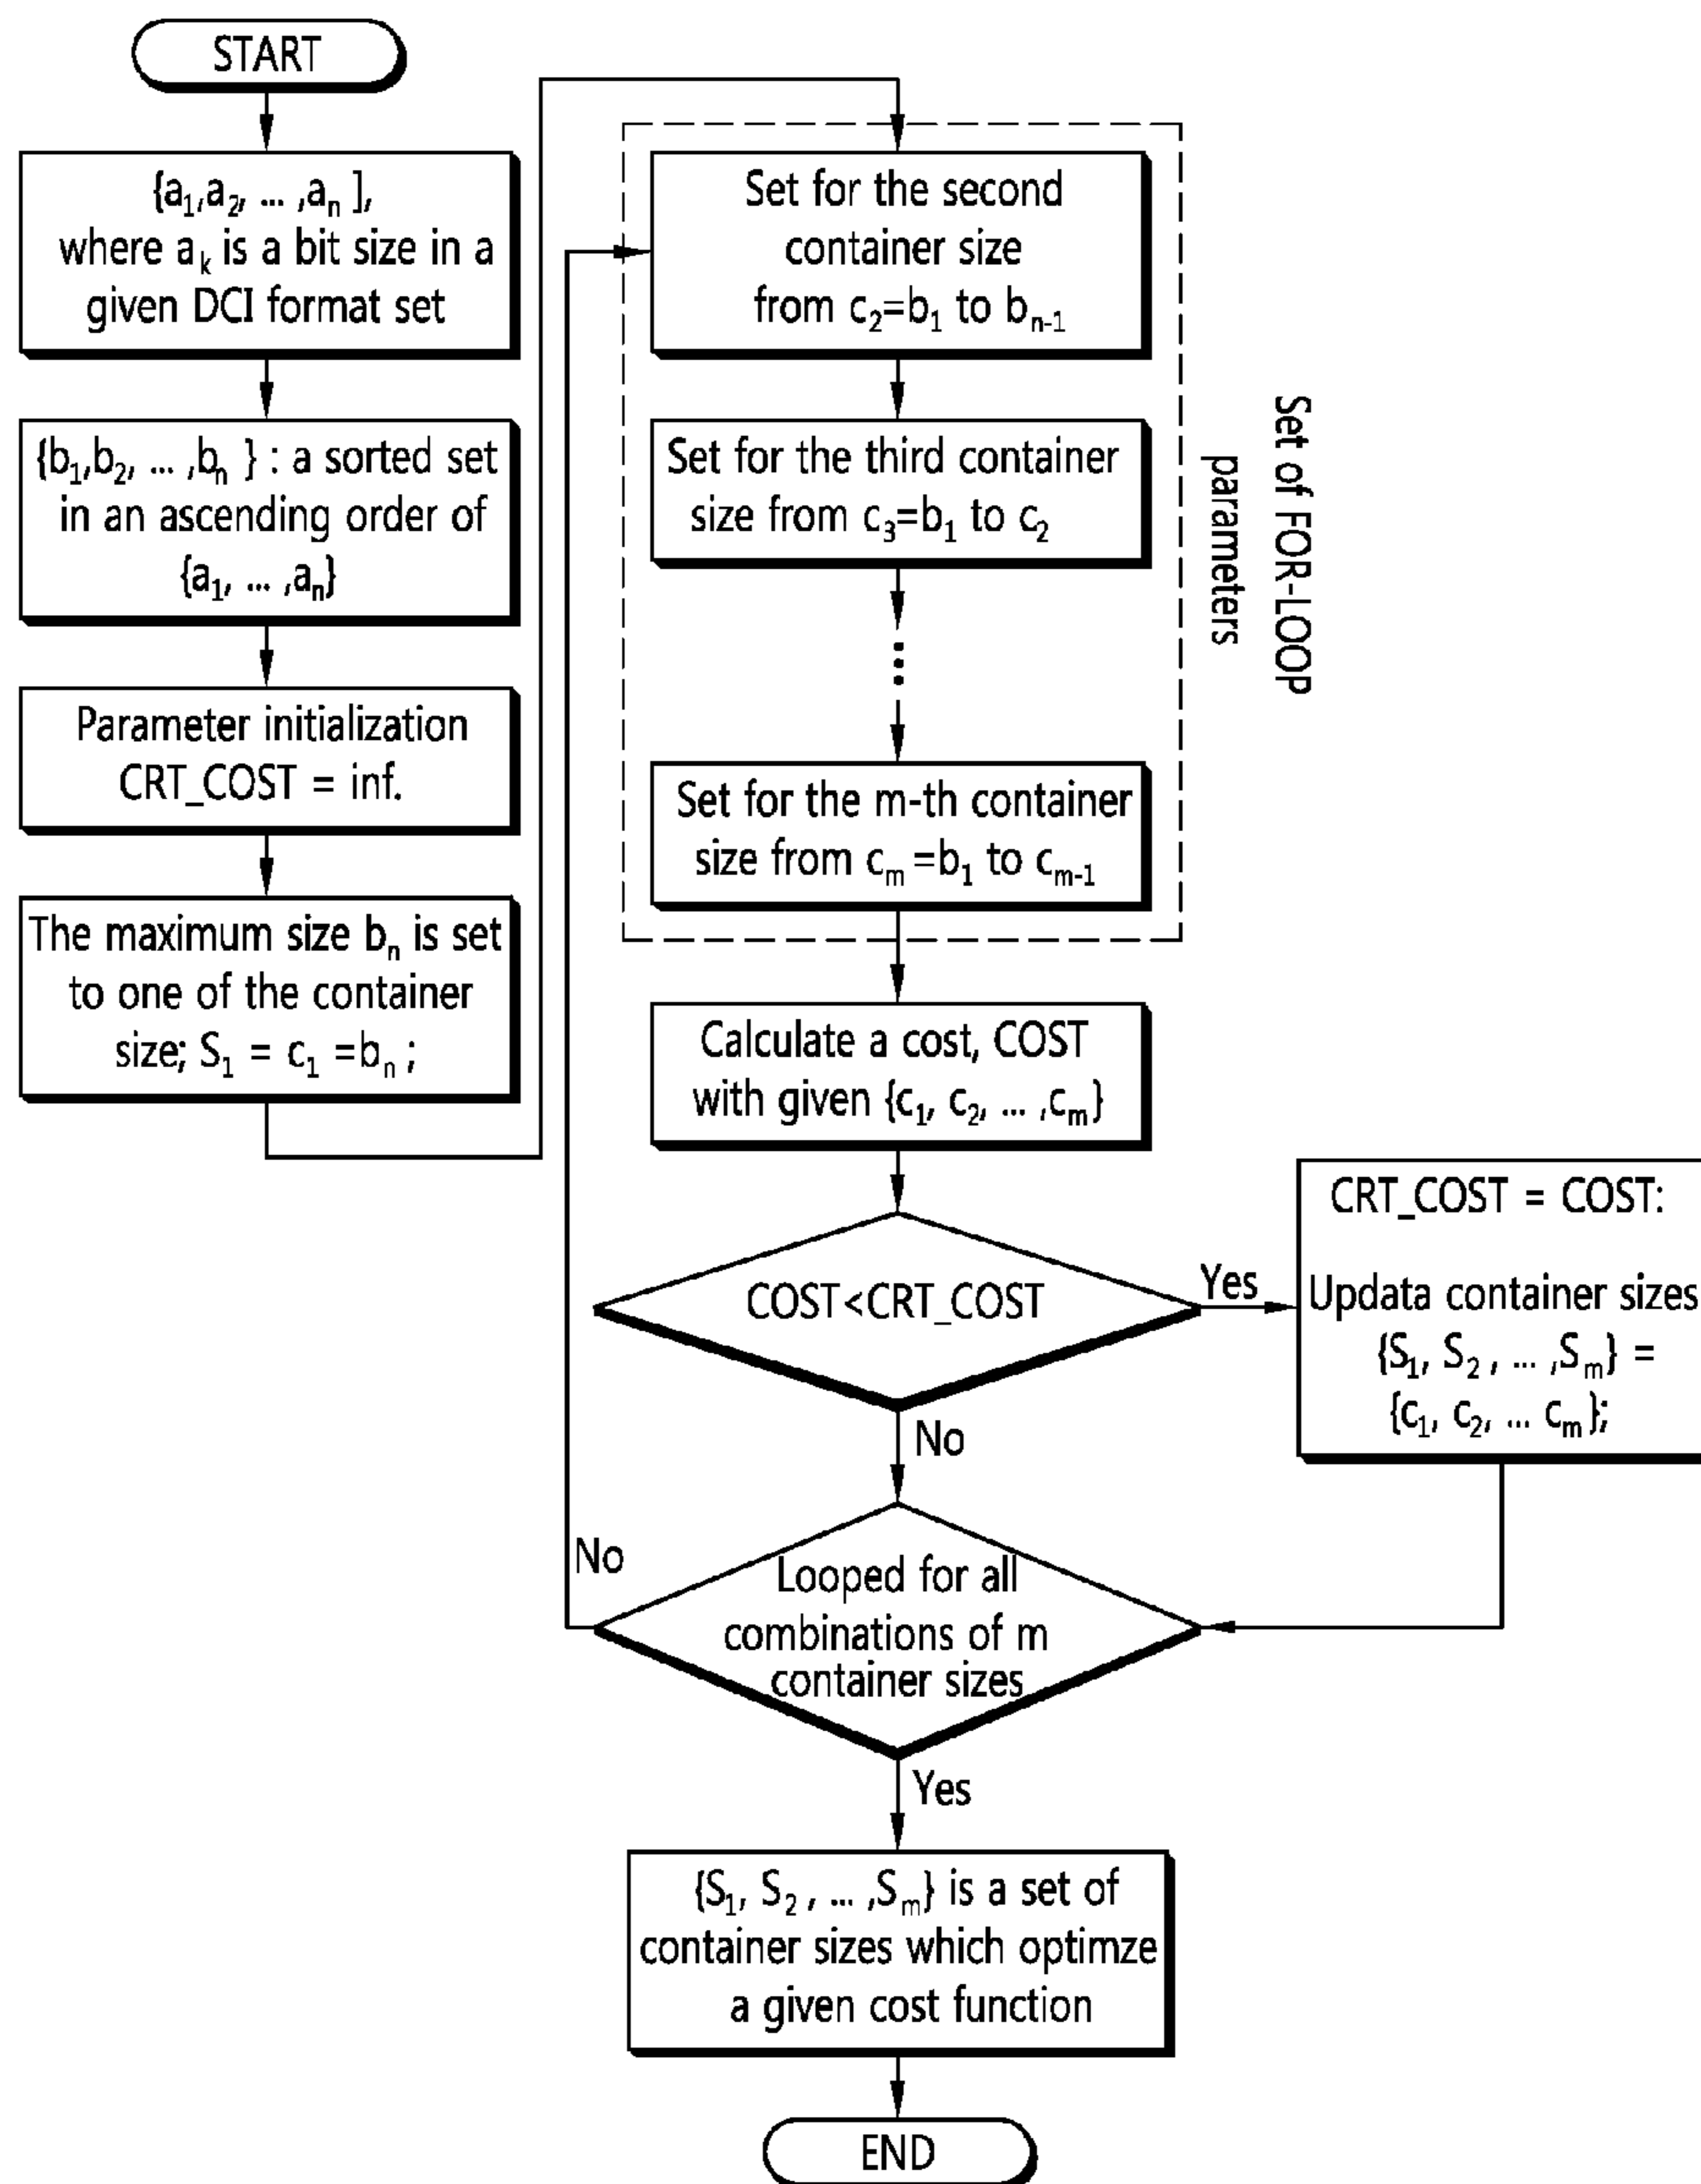 START
{a₁,a₂, ... ,aₙ ],
where aₖ is a bit size in a
given DCI format set
{b₁,b₂, ... ,bₙ } : a sorted set
in an ascending order of
{a₁, ... ,aₙ}
Parameter initialization
CRT_COST = inf.
The maximum size bₙ is set
to one of the container
size; S₁ = c₁ =bₙ ;
Set for the second
container size
from c₂=b₁ to bₙ₋₁
Set for the third container
size from c₃=b₁ to c₂
⋮
Set for the m-th container
size from cₘ =b₁ to cₘ₋₁
Set of FOR-LOOP
parameters
Calculate a cost, COST
with given {c₁, c₂, ... ,cₘ}
COST<CRT_COST
Yes
No
CRT_COST = COST:
Updata container sizes
{S₁, S₂ , ... ,Sₘ} =
{c₁, c₂, ... cₘ};
Looped for all
combinations of m
container sizes
No
Yes
{S₁, S₂ , ... ,Sₘ} is a set of
container sizes which optimze
a given cost function
END